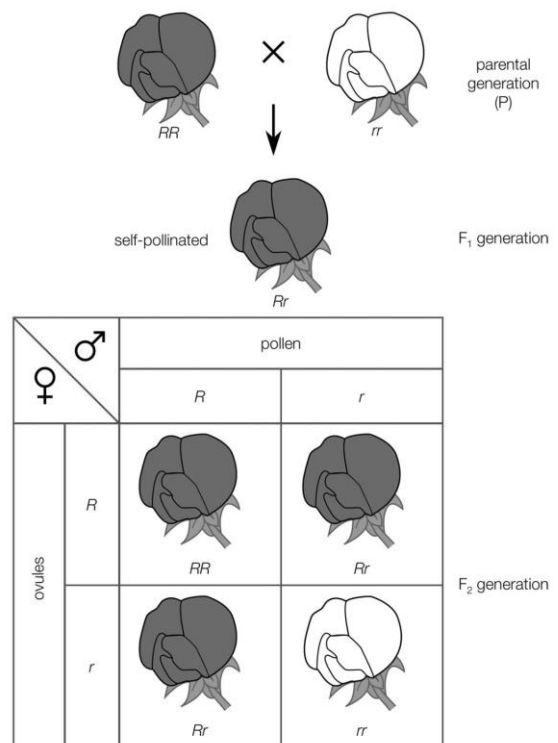 parental
generation
(P)
RR
rr
self-pollinated
F₁ generation
Rr
♂
♀
pollen
R
r
ovules
R
RR
Rr
F₂ generation
r
Rr
rr